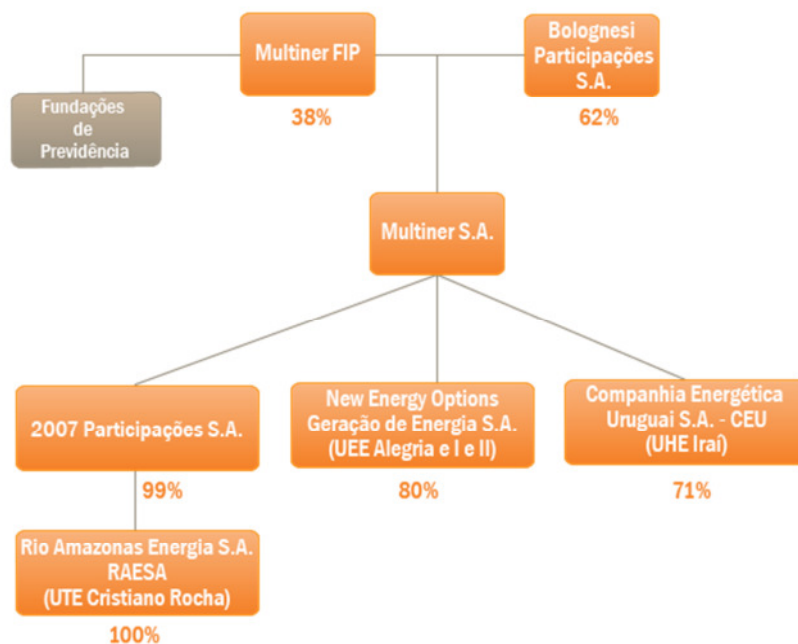 Multiner FIP
38%
Bolognesi
Participações
S.A.
62%
Fundações
de
Previdência
Multiner S.A.
2007 Participações S.A.
99%
New Energy Options
Geração de Energia S.A.
(UEE Alegria e I e II)
80%
Companhia Energética
Uruguai S.A. - CEU
(UHE Iraí)
71%
Rio Amazonas Energia S.A.
RAESA
(UTE Cristiano Rocha)
100%